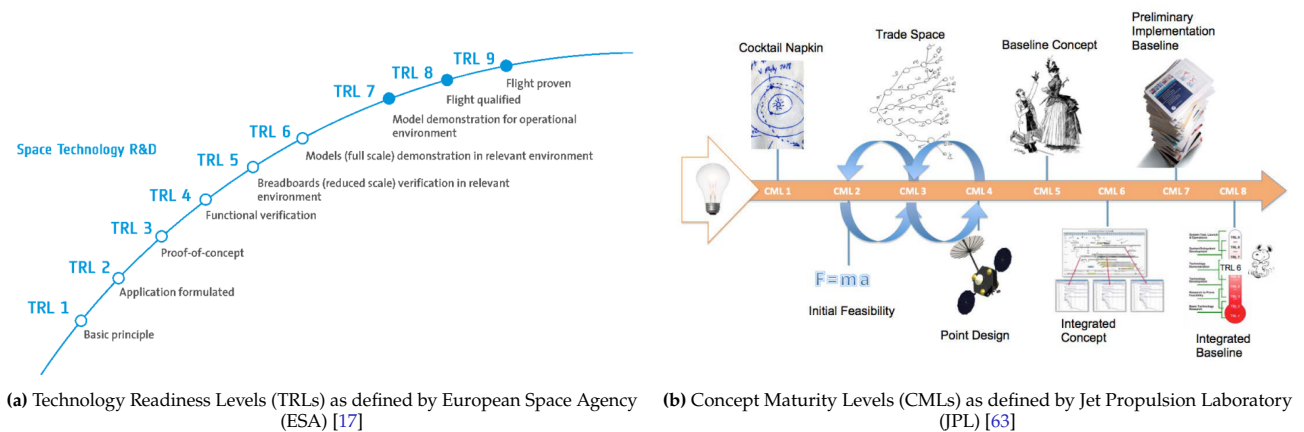 TRL 9
Flight proven
TRL 8
Flight qualified
TRL 7
Model demonstration for operational
environment
TRL 6
Models (full scale) demonstration in relevant environment
Space Technology R&D
TRL 5
Breadboards (reduced scale) verification in relevant
environment
TRL 4
Functional verification
TRL 3
Proof-of-concept
TRL 2
Application formulated
TRL 1
Basic principle
(a) Technology Readiness Levels (TRLs) as defined by European Space Agency
(ESA) [17]
Cocktail Napkin
Trade Space
Baseline Concept
Preliminary
Implementation
Baseline
CML 1
CML 2
CML 3
CML 4
CML 5
CML 6
CML 7
CML 8
F=ma
Initial Feasibility
Point Design
Integrated
Concept
TRL 6
Integrated
Baseline
(b) Concept Maturity Levels (CMLs) as defined by Jet Propulsion Laboratory
(JPL) [63]